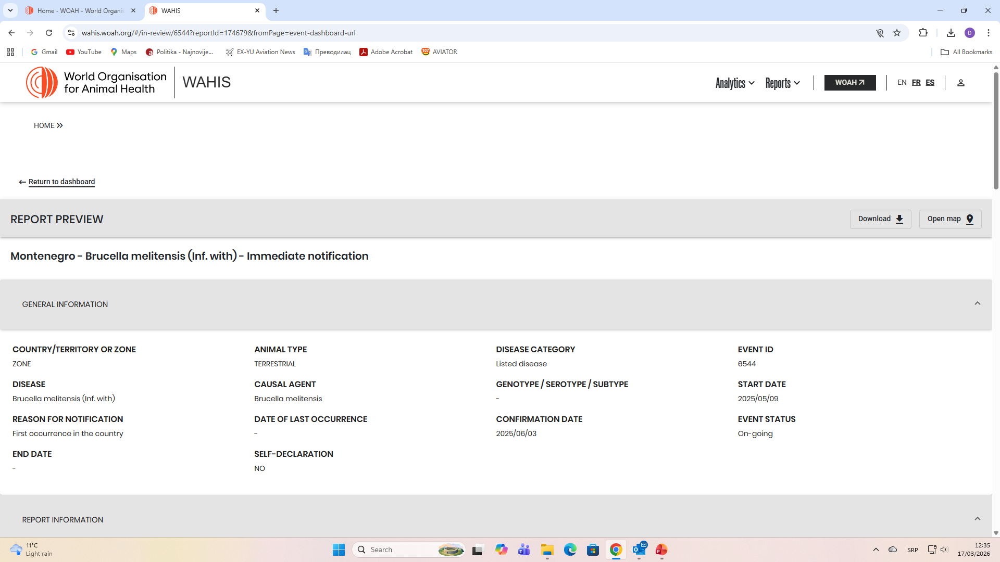 Home - WOAH - World Organis
WAHIS
wahis.woah.org/#/in-review/6544?reportId=174679&fromPage=event-dashboard-url
D
Gmail
YouTube
Maps
Politika - Najnovije...
EX-YU Aviation News
Преводилац
Adobe Acrobat
AVIATOR
All Bookmarks
World Organisation
for Animal Health
WAHIS
Analytics
Reports
WOAH
EN FR ES
HOME
Return to dashboard
REPORT PREVIEW
Download
Open map
Montenegro - Brucella melitensis (Inf. with) - Immediate notification
GENERAL INFORMATION
COUNTRY/TERRITORY OR ZONE
ZONE
ANIMAL TYPE
TERRESTRIAL
DISEASE CATEGORY
Listed disease
EVENT ID
6544
DISEASE
Brucella melitensis (Inf. with)
CAUSAL AGENT
Brucella melitensis
GENOTYPE / SEROTYPE / SUBTYPE
-
START DATE
2025/05/09
REASON FOR NOTIFICATION
First occurrence in the country
DATE OF LAST OCCURRENCE
-
CONFIRMATION DATE
2025/06/03
EVENT STATUS
On-going
END DATE
-
SELF-DECLARATION
NO
REPORT INFORMATION
11°C
Light rain
Search
SRP
12:35
17/03/2026